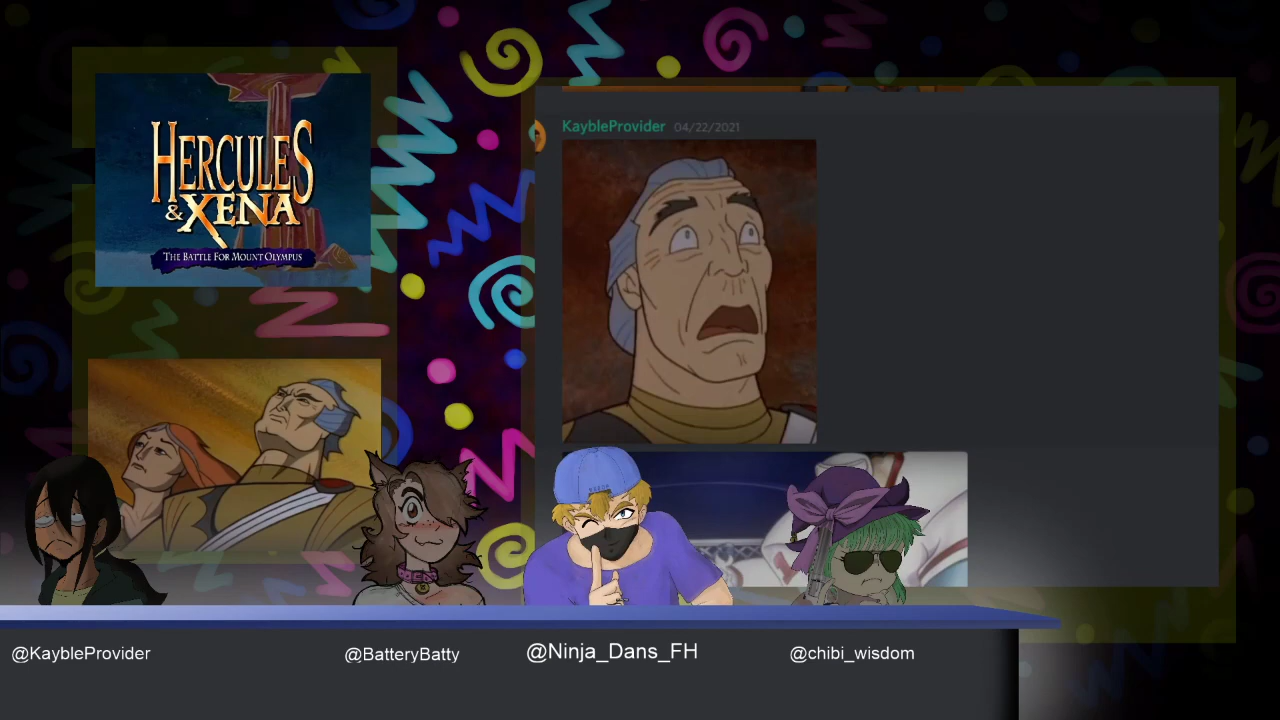 HERCULES
& XENA
THE BATTLE FOR MOUNT OLYMPUS
KaybleProvider 04/22/2021
@KaybleProvider
@BatteryBatty
@Ninja_Dans_FH
@chibi_wisdom